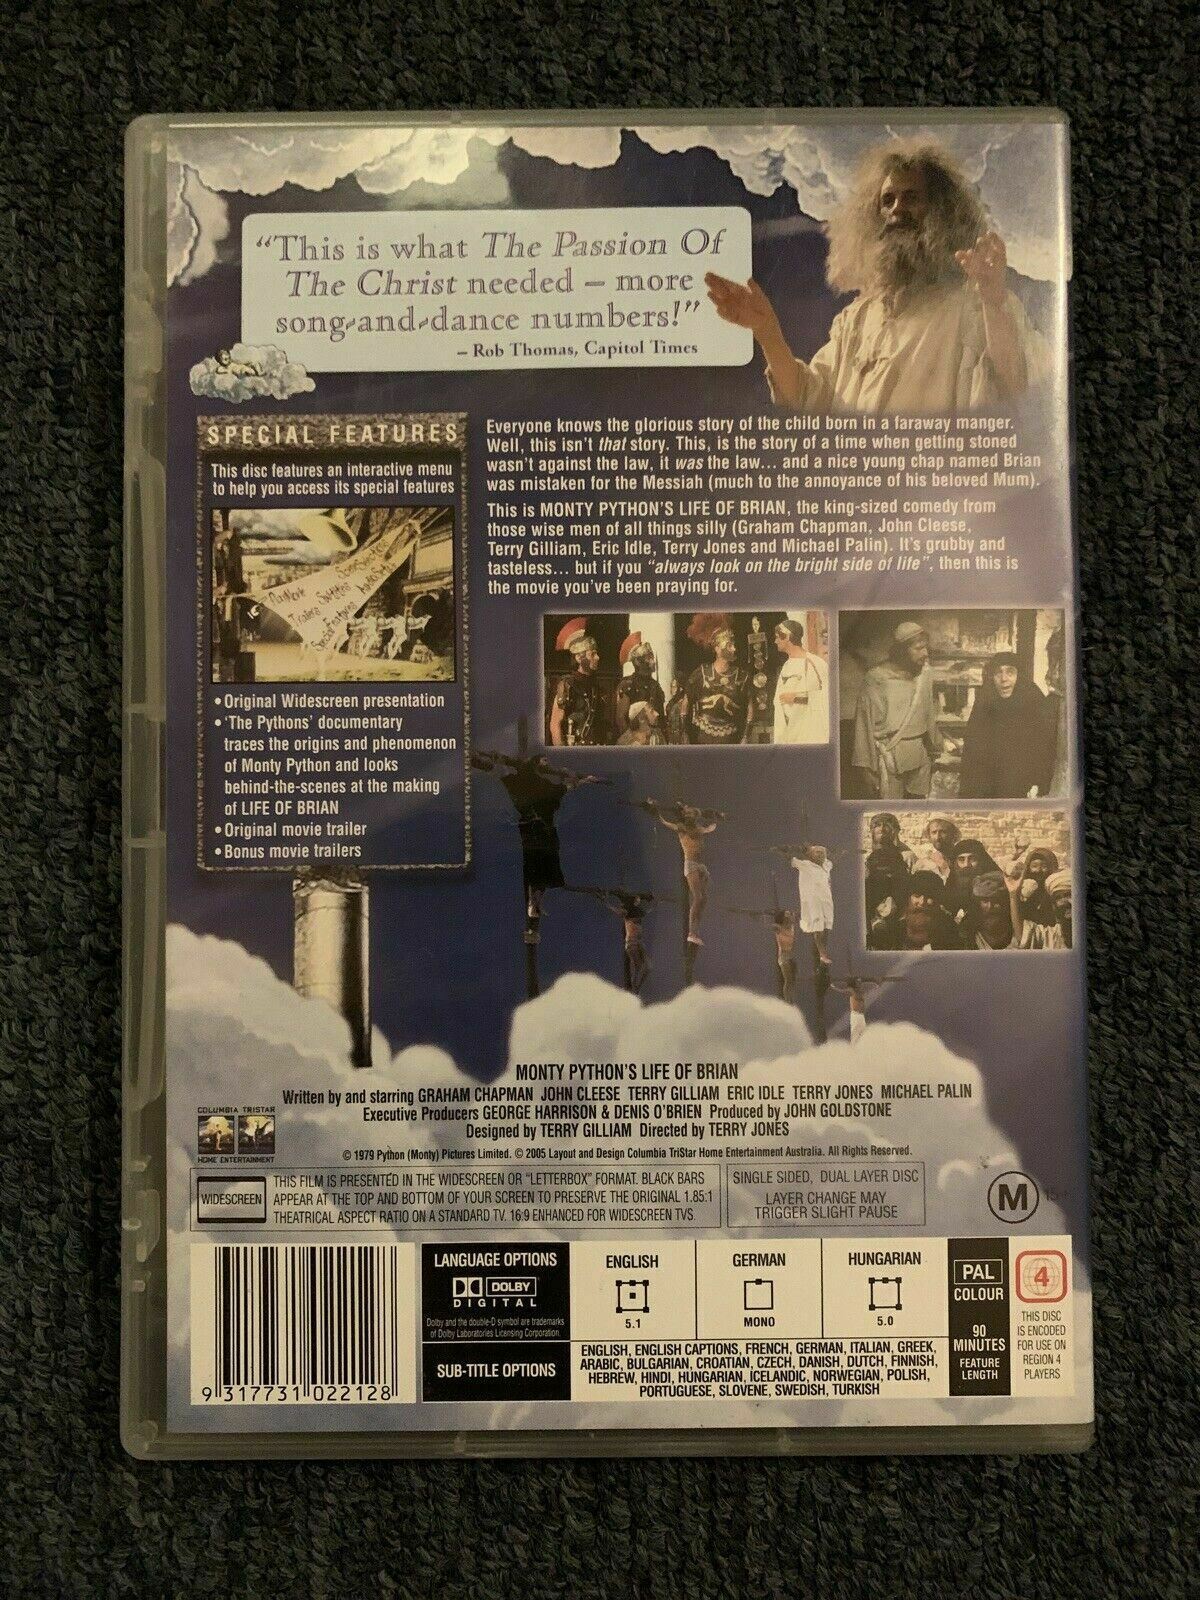 “This is what The Passion Of
The Christ needed – more
song-and-dance numbers!”
– Rob Thomas, Capitol Times
SPECIAL FEATURES
This disc features an interactive menu
to help you access its special features
• Original Widescreen presentation
• 'The Pythons' documentary
traces the origins and phenomenon
of Monty Python and looks
behind-the-scenes at the making
of LIFE OF BRIAN
• Original movie trailer
• Bonus movie trailers
Everyone knows the glorious story of the child born in a faraway manger.
Well, this isn't that story. This, is the story of a time when getting stoned
wasn't against the law, it was the law... and a nice young chap named Brian
was mistaken for the Messiah (much to the annoyance of his beloved Mum).
This is MONTY PYTHON'S LIFE OF BRIAN, the king-sized comedy from
those wise men of all things silly (Graham Chapman, John Cleese,
Terry Gilliam, Eric Idle, Terry Jones and Michael Palin). It's grubby and
tasteless... but if you “always look on the bright side of life”, then this is
the movie you've been praying for.
MONTY PYTHON'S LIFE OF BRIAN
Written by and starring GRAHAM CHAPMAN JOHN CLEESE TERRY GILLIAM ERIC IDLE TERRY JONES MICHAEL PALIN
Executive Producers GEORGE HARRISON & DENIS O'BRIEN Produced by JOHN GOLDSTONE
Designed by TERRY GILLIAM Directed by TERRY JONES
© 1979 Python (Monty) Pictures Limited. © 2005 Layout and Design Columbia TriStar Home Entertainment Australia. All Rights Reserved.
COLUMBIA TRISTAR
HOME ENTERTAINMENT
WIDESCREEN
THIS FILM IS PRESENTED IN THE WIDESCREEN OR “LETTERBOX” FORMAT. BLACK BARS
APPEAR AT THE TOP AND BOTTOM OF YOUR SCREEN TO PRESERVE THE ORIGINAL 1.85:1
THEATRICAL ASPECT RATIO ON A STANDARD TV. 16:9 ENHANCED FOR WIDESCREEN TVS.
SINGLE SIDED, DUAL LAYER DISC
LAYER CHANGE MAY
TRIGGER SLIGHT PAUSE
M 15+
9 317731 022128
LANGUAGE OPTIONS
DOLBY
DIGITAL
Dolby and the double-D symbol are trademarks
of Dolby Laboratories Licensing Corporation.
ENGLISH
5.1
GERMAN
MONO
HUNGARIAN
5.0
SUB-TITLE OPTIONS
ENGLISH, ENGLISH CAPTIONS, FRENCH, GERMAN, ITALIAN, GREEK,
ARABIC, BULGARIAN, CROATIAN, CZECH, DANISH, DUTCH, FINNISH,
HEBREW, HINDI, HUNGARIAN, ICELANDIC, NORWEGIAN, POLISH,
PORTUGUESE, SLOVENE, SWEDISH, TURKISH
PAL
COLOUR
90
MINUTES
FEATURE
LENGTH
4
THIS DISC
IS ENCODED
FOR USE ON
REGION 4
PLAYERS